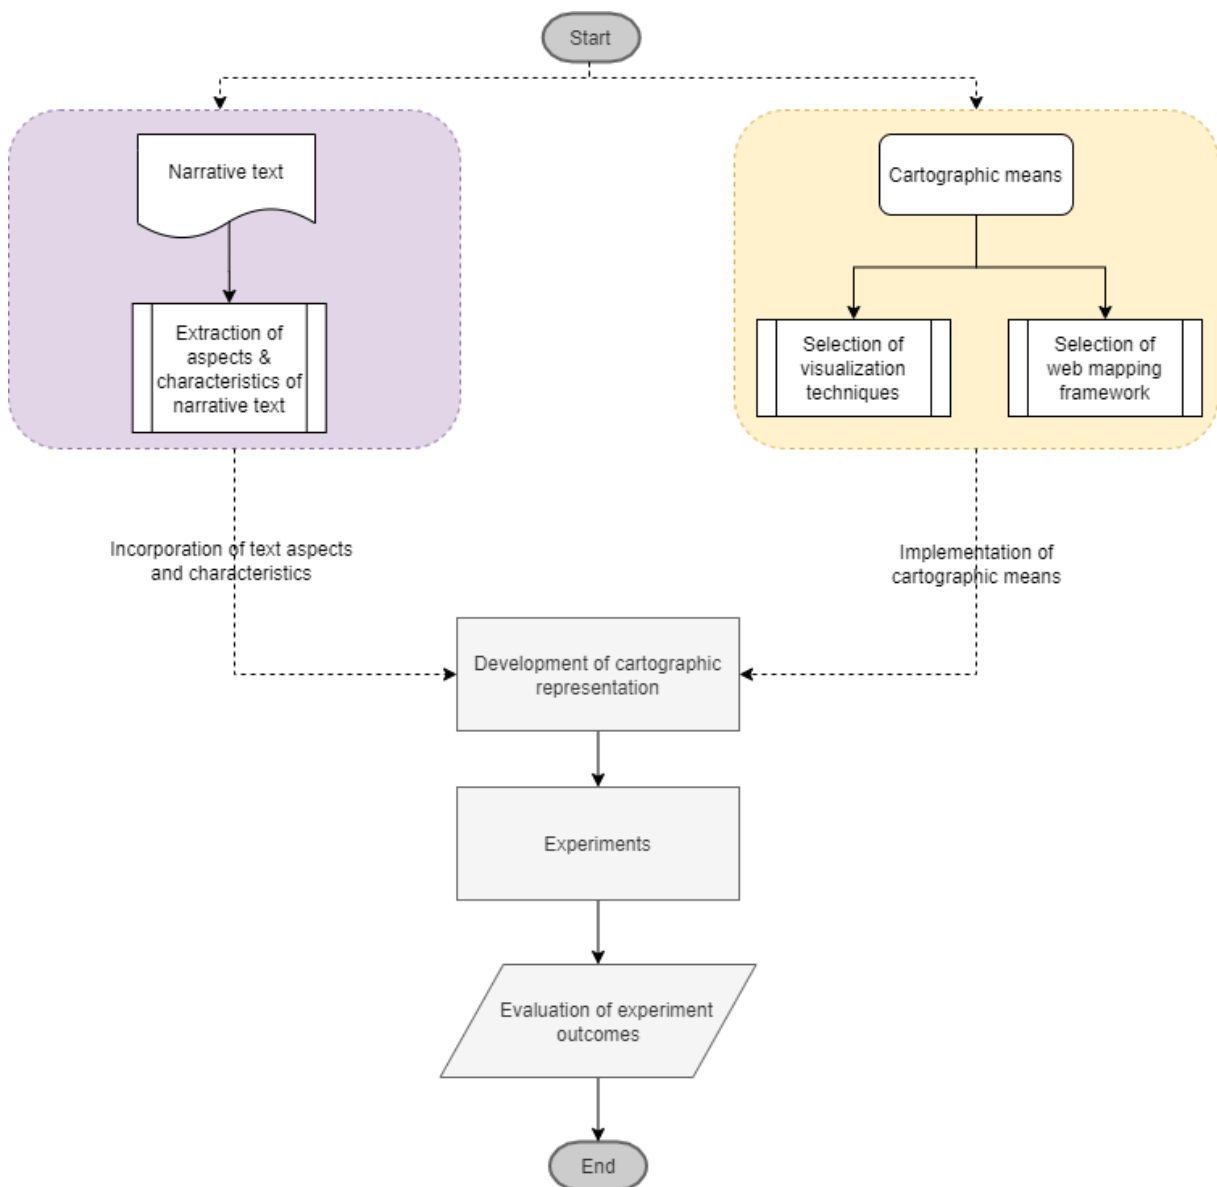 Start
Narrative text
Extraction of
aspects &
characteristics of
narrative text
Cartographic means
Selection of
visualization
techniques
Selection of
web mapping
framework
Incorporation of text aspects
and characteristics
Implementation of
cartographic means
Development of cartographic
representation
Experiments
Evaluation of experiment
outcomes
End